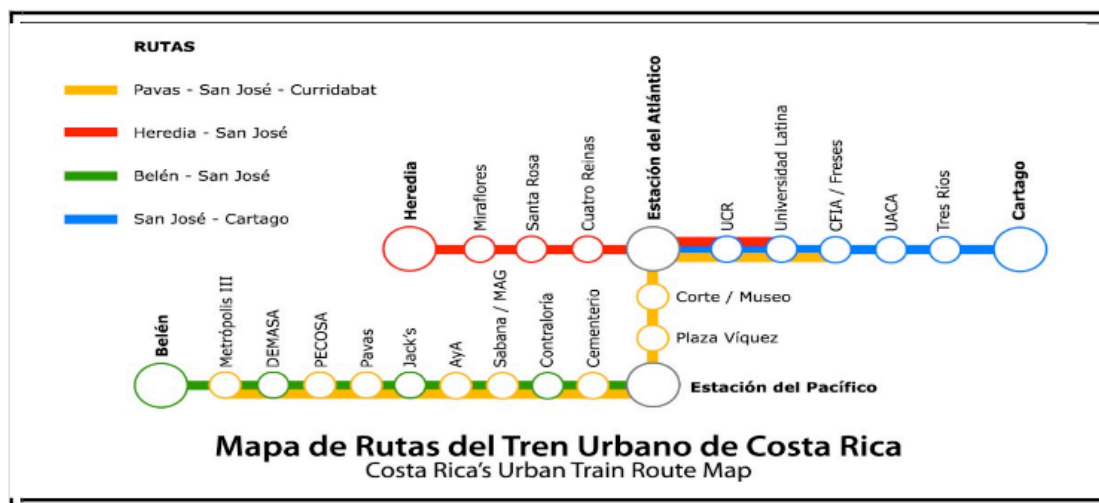 RUTAS
Pavas - San José - Curridabat
Heredia - San José
Belén - San José
San José - Cartago
Heredia
Miraflores
Santa Rosa
Cuatro Reinas
Estación del Atlántico
UCR
Universidad Latina
CFIA / Freses
UACA
Tres Ríos
Cartago
Corte / Museo
Plaza Víquez
Belén
Metrópolis III
DEMASA
PECOSA
Pavas
Jack's
AyA
Sabana / MAG
Contraloría
Cementerio
Estación del Pacífico
Mapa de Rutas del Tren Urbano de Costa Rica
Costa Rica's Urban Train Route Map